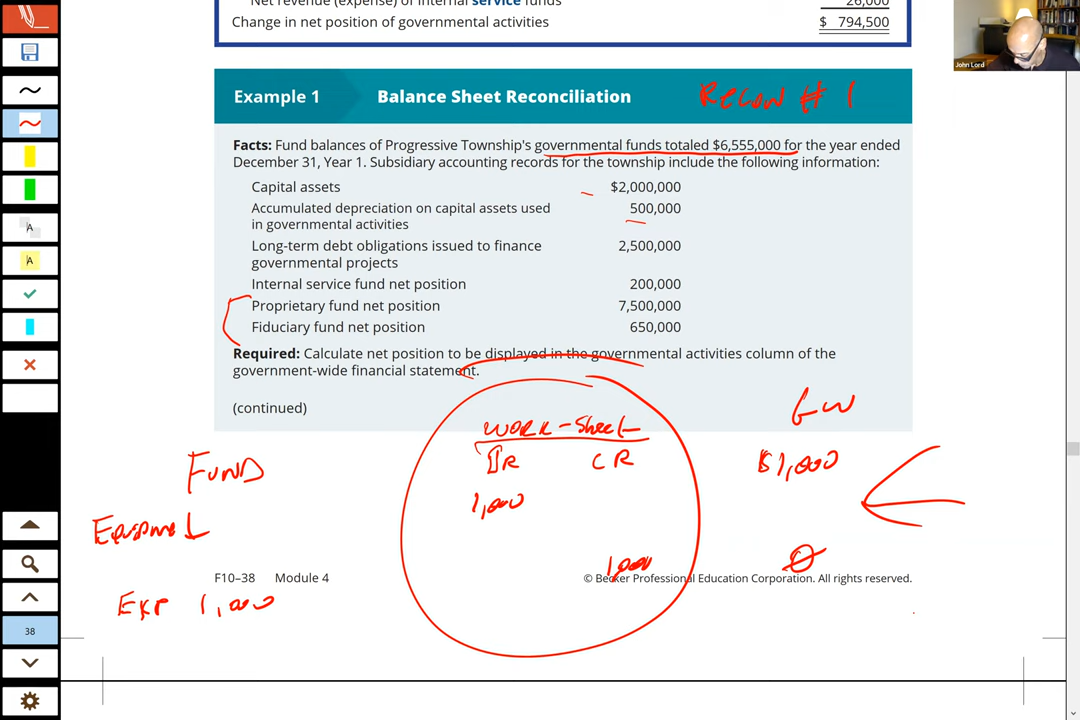 Net revenue (expense) of internal service funds 26,000
Change in net position of governmental activities $ 794,500
John Lord
Example 1 Balance Sheet Reconciliation RECON # 1
Facts: Fund balances of Progressive Township's governmental funds totaled $6,555,000 for the year ended
December 31, Year 1. Subsidiary accounting records for the township include the following information:
Capital assets $2,000,000
Accumulated depreciation on capital assets used 500,000
in governmental activities
Long-term debt obligations issued to finance 2,500,000
governmental projects
Internal service fund net position 200,000
Proprietary fund net position 7,500,000
Fiduciary fund net position 650,000
Required: Calculate net position to be displayed in the governmental activities column of the
government-wide financial statement.
(continued)
GW
WORK-Sheet
FUND DR CR $1,000
1,000
Equipment
1,000 0
F10–38 Module 4 © Becker Professional Education Corporation. All rights reserved.
EXP 1,000
A
A
38